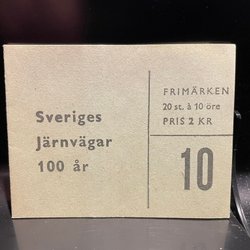 Sveriges
Järnvägar
100 år
FRIMÄRKEN
20 st. à 10 öre
PRIS 2 KR
10